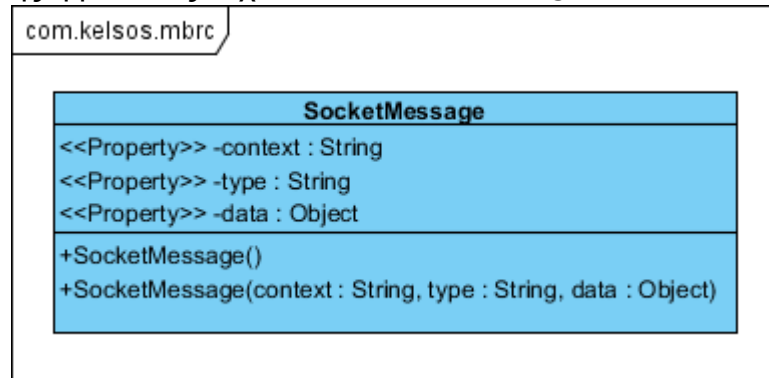 com.kelsos.mbrc
SocketMessage
<<Property>> -context : String
<<Property>> -type : String
<<Property>> -data : Object
+SocketMessage()
+SocketMessage(context : String, type : String, data : Object)